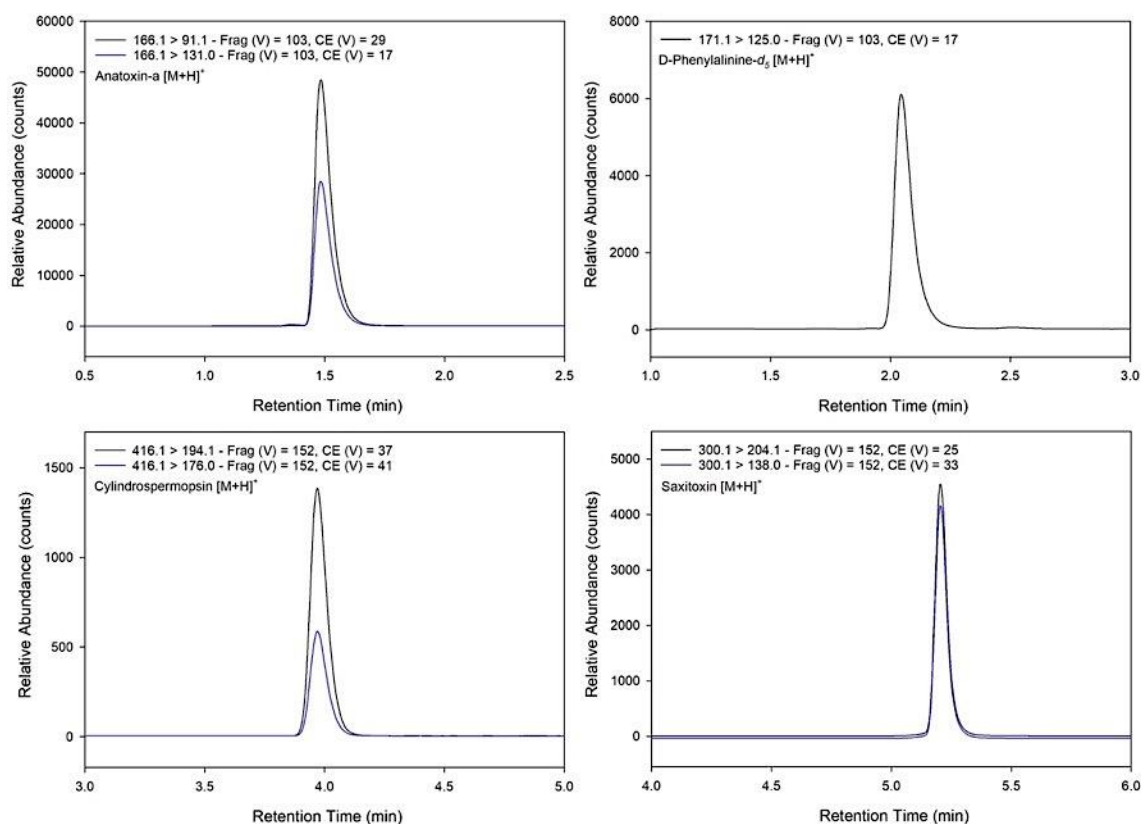 60000
50000
40000
30000
20000
10000
0
Relative Abundance (counts)
166.1 > 91.1 - Frag (V) = 103, CE (V) = 29
166.1 > 131.0 - Frag (V) = 103, CE (V) = 17
Anatoxin-a [M+H]⁺
0.5 1.0 1.5 2.0 2.5
Retention Time (min)
8000
6000
4000
2000
0
Relative Abundance (counts)
171.1 > 125.0 - Frag (V) = 103, CE (V) = 17
D-Phenylalinine-d₅ [M+H]⁺
1.0 1.5 2.0 2.5 3.0
Retention Time (min)
1500
1000
500
0
Relative Abundance (counts)
416.1 > 194.1 - Frag (V) = 152, CE (V) = 37
416.1 > 176.0 - Frag (V) = 152, CE (V) = 41
Cylindrospermopsin [M+H]⁺
3.0 3.5 4.0 4.5 5.0
Retention Time (min)
5000
4000
3000
2000
1000
0
Relative Abundance (counts)
300.1 > 204.1 - Frag (V) = 152, CE (V) = 25
300.1 > 138.0 - Frag (V) = 152, CE (V) = 33
Saxitoxin [M+H]⁺
4.0 4.5 5.0 5.5 6.0
Retention Time (min)